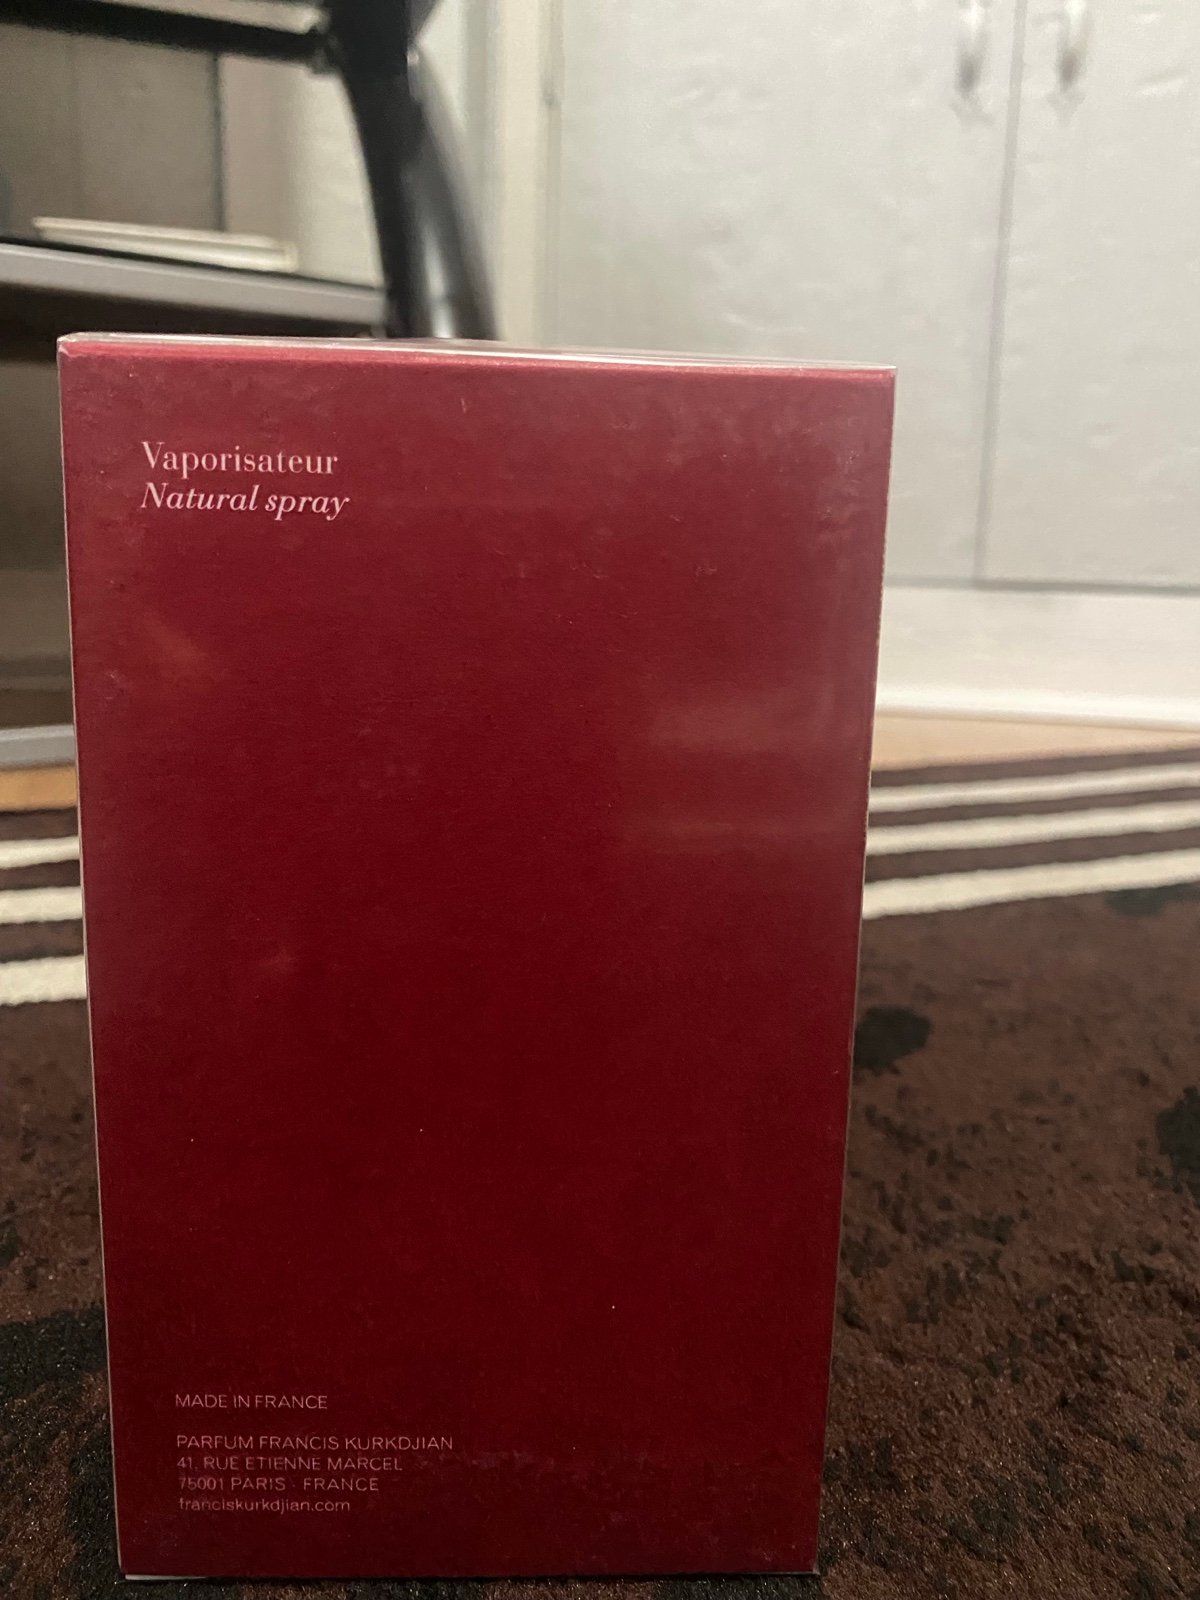 Vaporisateur
Natural spray
MADE IN FRANCE
PARFUM FRANCIS KURKDJIAN
41, RUE ETIENNE MARCEL
75001 PARIS - FRANCE
franciskurkdjian.com